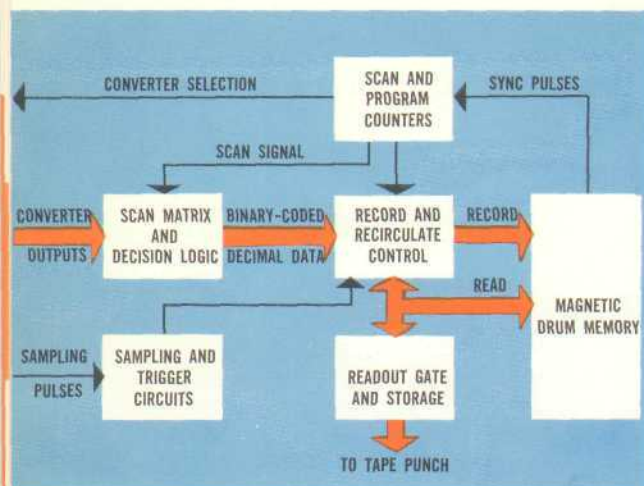 CONVERTER SELECTION
SCAN AND
PROGRAM
COUNTERS
SYNC PULSES
SCAN SIGNAL
CONVERTER
OUTPUTS
SCAN MATRIX
AND
DECISION LOGIC
BINARY-CODED
DECIMAL DATA
RECORD AND
RECIRCULATE
CONTROL
RECORD
READ
MAGNETIC
DRUM MEMORY
SAMPLING
PULSES
SAMPLING AND
TRIGGER
CIRCUITS
READOUT GATE
AND STORAGE
TO TAPE PUNCH